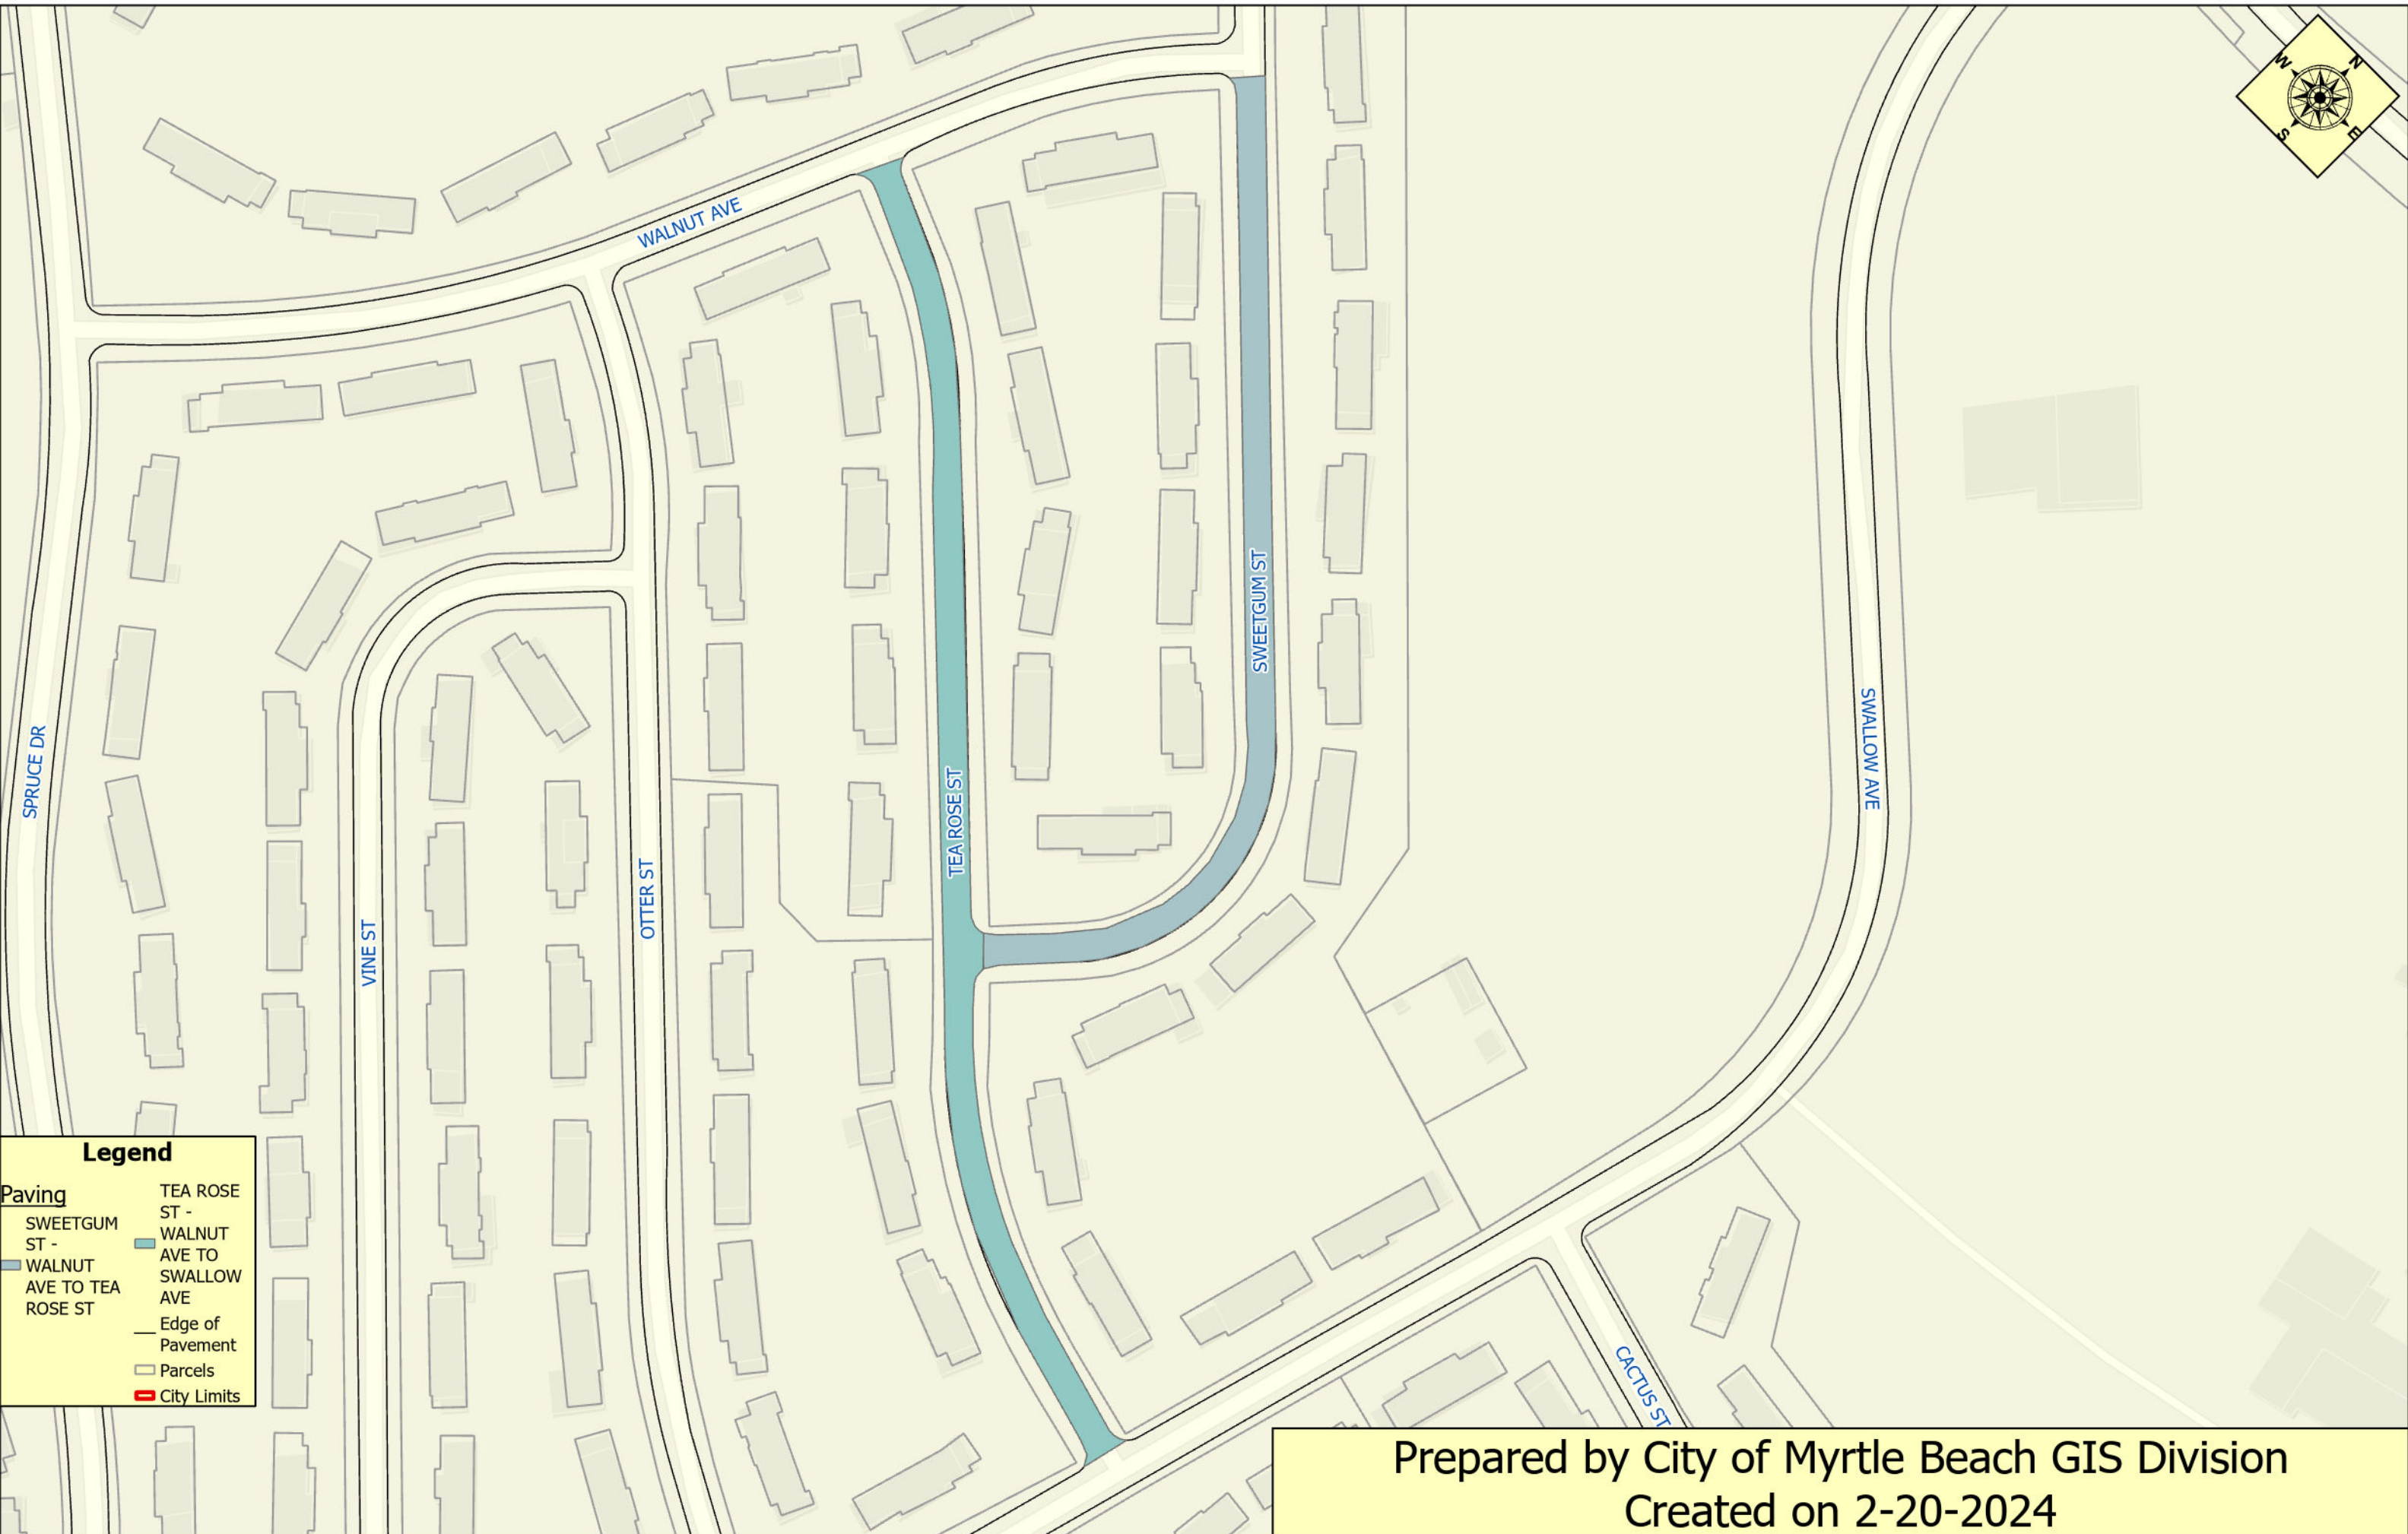 W
N
S
E
WALNUT AVE
SWEETGUM ST
SWALLOW AVE
SPRUCE DR
TEA ROSE ST
OTTER ST
VINE ST
CACTUS ST
Legend
Paving
SWEETGUM
ST -
WALNUT
AVE TO TEA
ROSE ST
TEA ROSE
ST -
WALNUT
AVE TO
SWALLOW
AVE
Edge of
Pavement
Parcels
City Limits
Prepared by City of Myrtle Beach GIS Division
Created on 2-20-2024